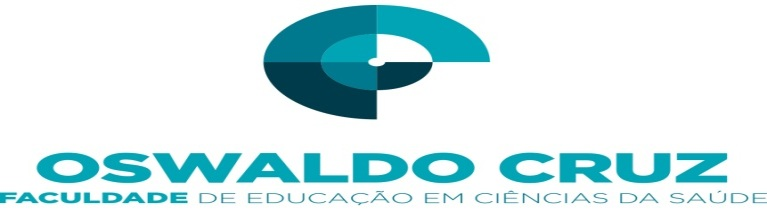 OSWALDO CRUZ
FACULDADE DE EDUCAÇÃO EM CIÊNCIAS DA SAÚDE